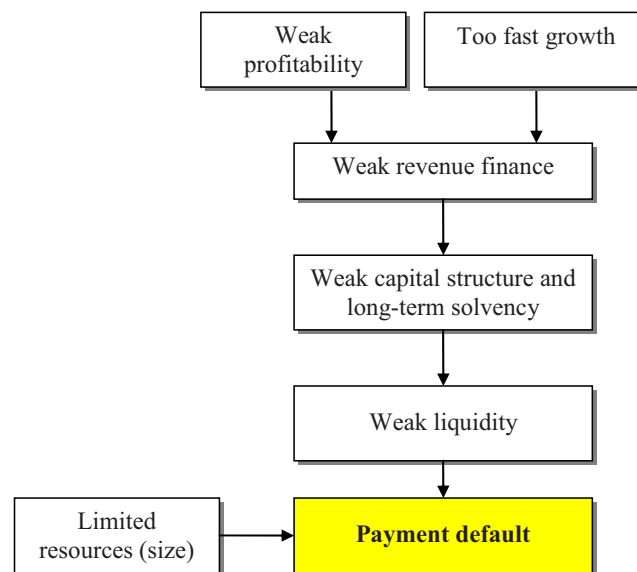 Weak
profitability
Too fast growth
Weak revenue finance
Weak capital structure and
long-term solvency
Weak liquidity
Limited
resources (size)
Payment default